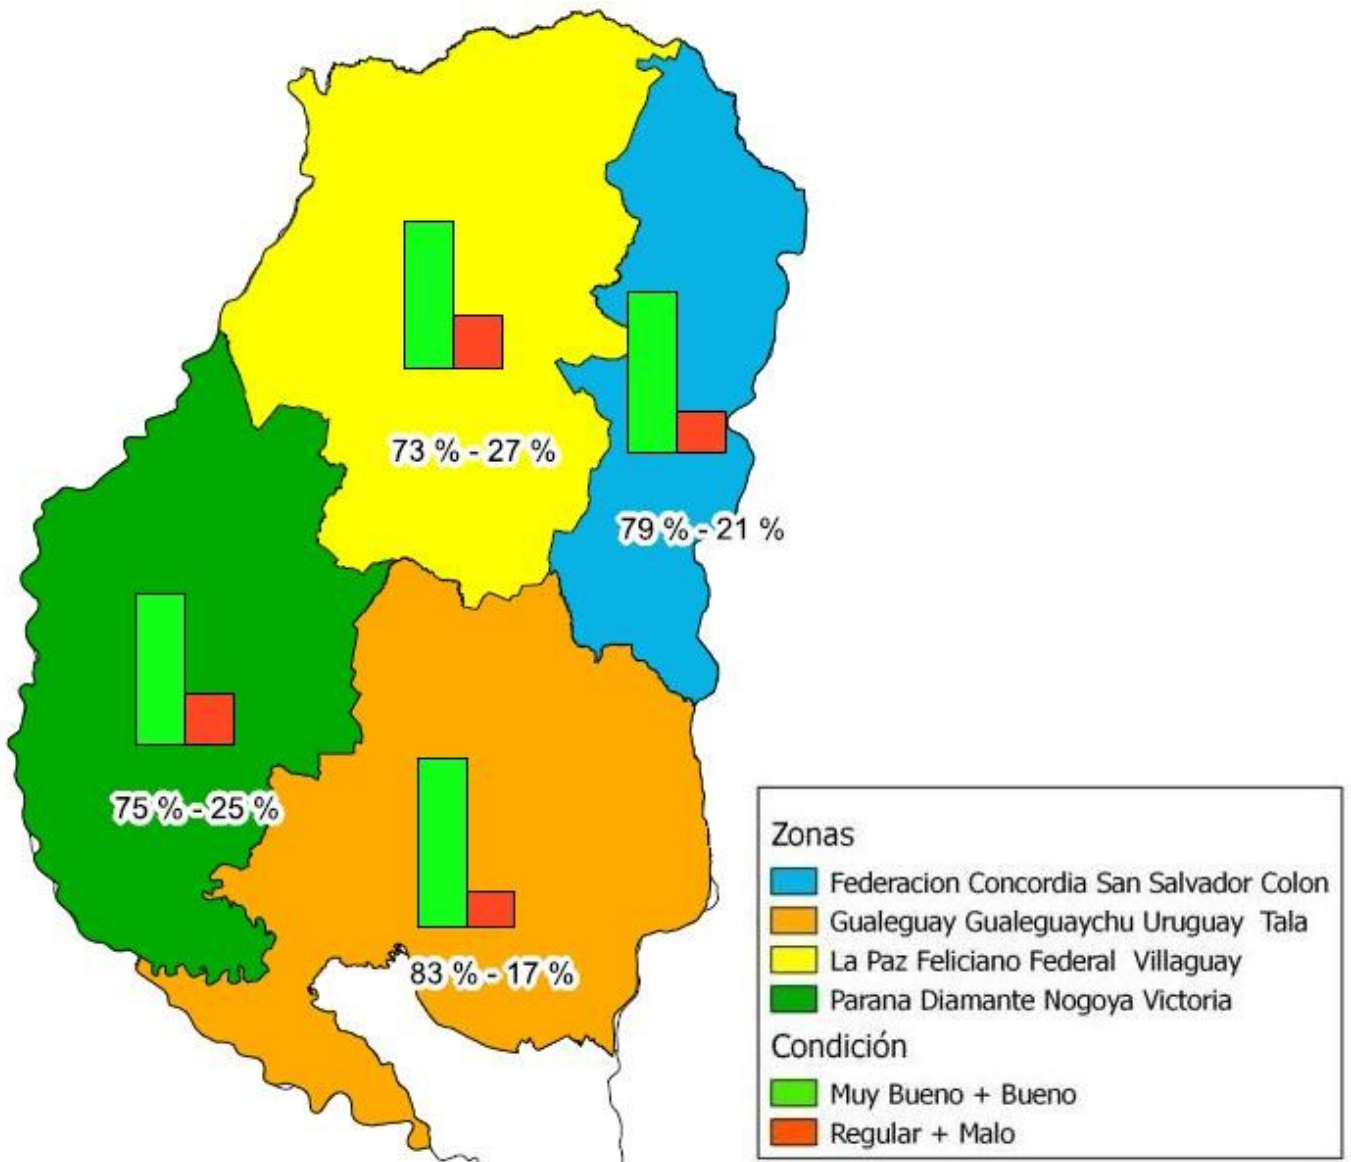 73 % - 27 %
79 % - 21 %
75 % - 25 %
83 % - 17 %
Zonas
Federacion Concordia San Salvador Colon
Gualeguay Gualeguaychu Uruguay Tala
La Paz Feliciano Federal Villaguay
Parana Diamante Nogoya Victoria
Condición
Muy Bueno + Bueno
Regular + Malo